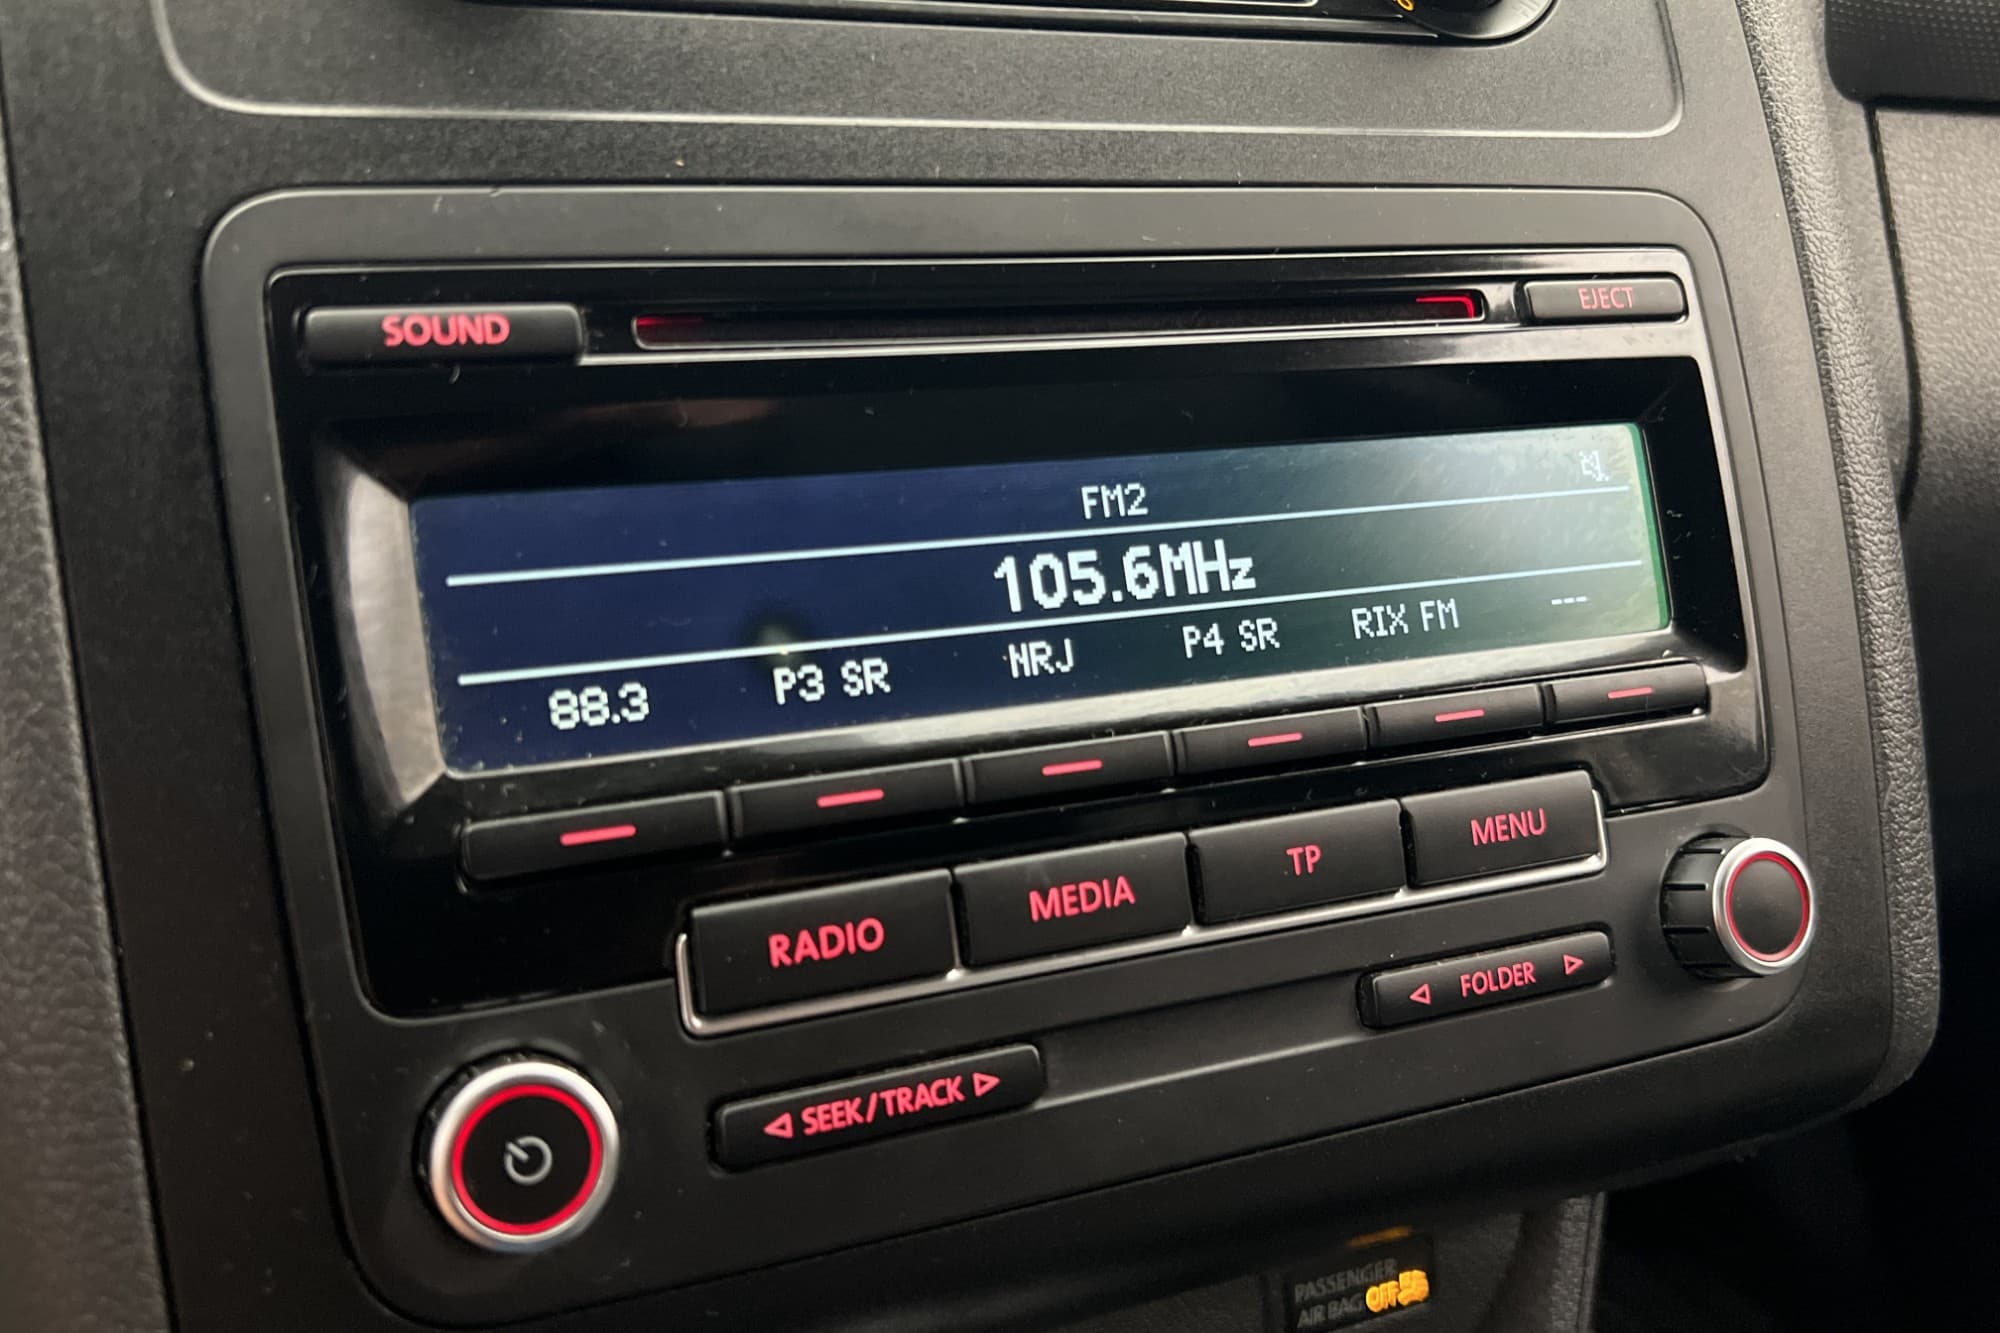 SOUND
EJECT
FM2
105.6MHz
88.3 P3 SR NRJ P4 SR RIX FM ---
RADIO MEDIA TP MENU
◁ SEEK/TRACK ▷
◁ FOLDER ▷
PASSENGER
AIR BAG OFF